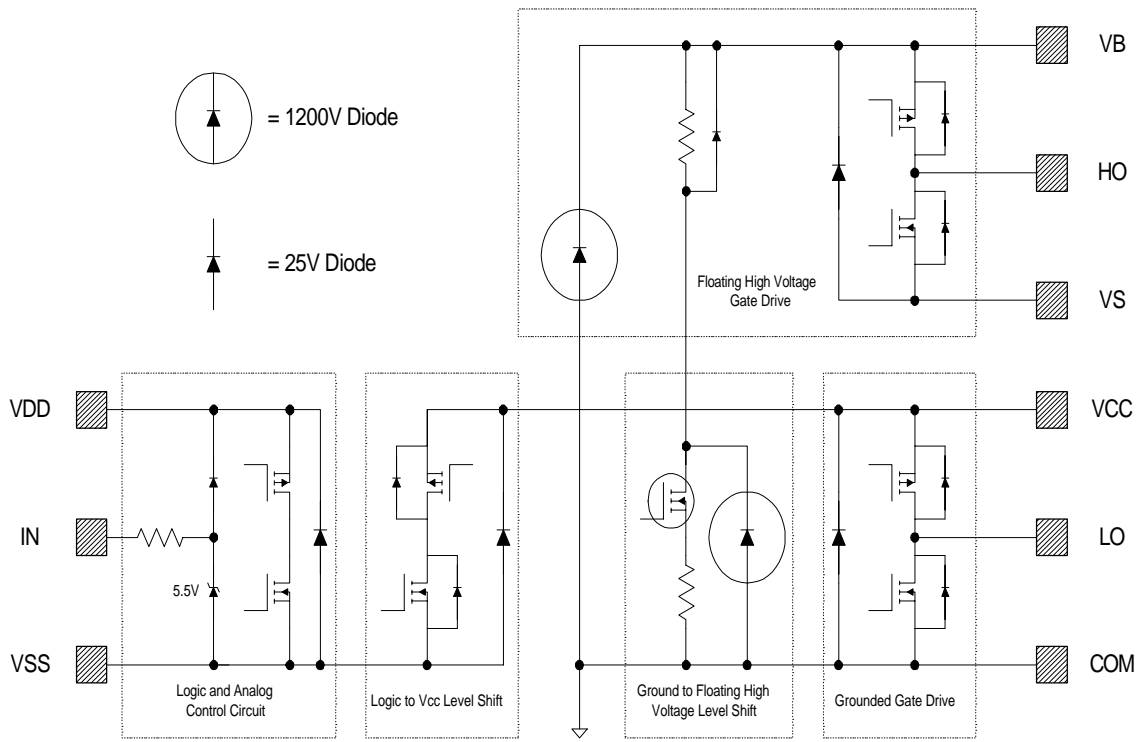 VB
= 1200V Diode
HO
= 25V Diode
Floating High Voltage
Gate Drive
VS
VDD
VCC
IN
5.5V
LO
VSS
COM
Logic and Analog
Control Circuit
Logic to Vcc Level Shift
Ground to Floating High
Voltage Level Shift
Grounded Gate Drive